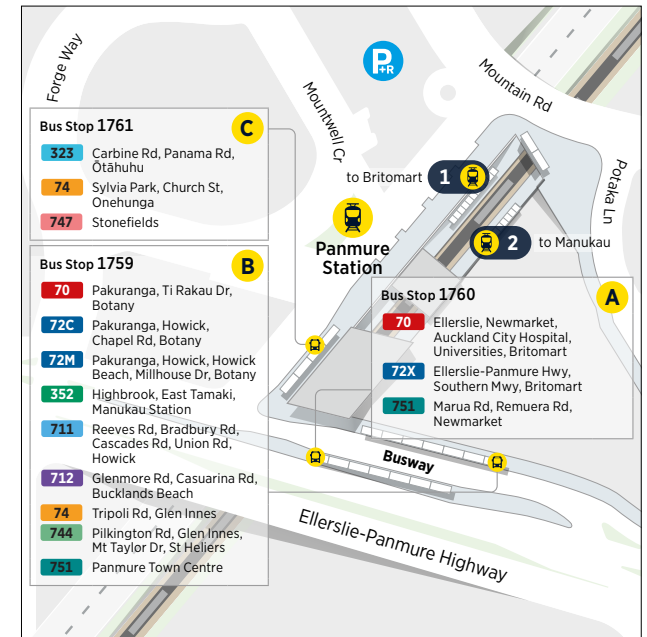 Forge Way
P+R
Mountain Rd
Mountwell Cr
Potaka Ln
Bus Stop 1761
C
323 Carbine Rd, Panama Rd,
Ōtāhuhu
74 Sylvia Park, Church St,
Onehunga
747 Stonefields
to Britomart 1
2 to Manukau
Panmure
Station
Bus Stop 1759
B
70 Pakuranga, Ti Rakau Dr,
Botany
72C Pakuranga, Howick,
Chapel Rd, Botany
72M Pakuranga, Howick, Howick
Beach, Millhouse Dr, Botany
352 Highbrook, East Tamaki,
Manukau Station
711 Reeves Rd, Bradbury Rd,
Cascades Rd, Union Rd,
Howick
712 Glenmore Rd, Casuarina Rd,
Bucklands Beach
74 Tripoli Rd, Glen Innes
744 Pilkington Rd, Glen Innes,
Mt Taylor Dr, St Heliers
751 Panmure Town Centre
Bus Stop 1760
A
70 Ellerslie, Newmarket,
Auckland City Hospital,
Universities, Britomart
72X Ellerslie-Panmure Hwy,
Southern Mwy, Britomart
751 Marua Rd, Remuera Rd,
Newmarket
Busway
Ellerslie-Panmure Highway